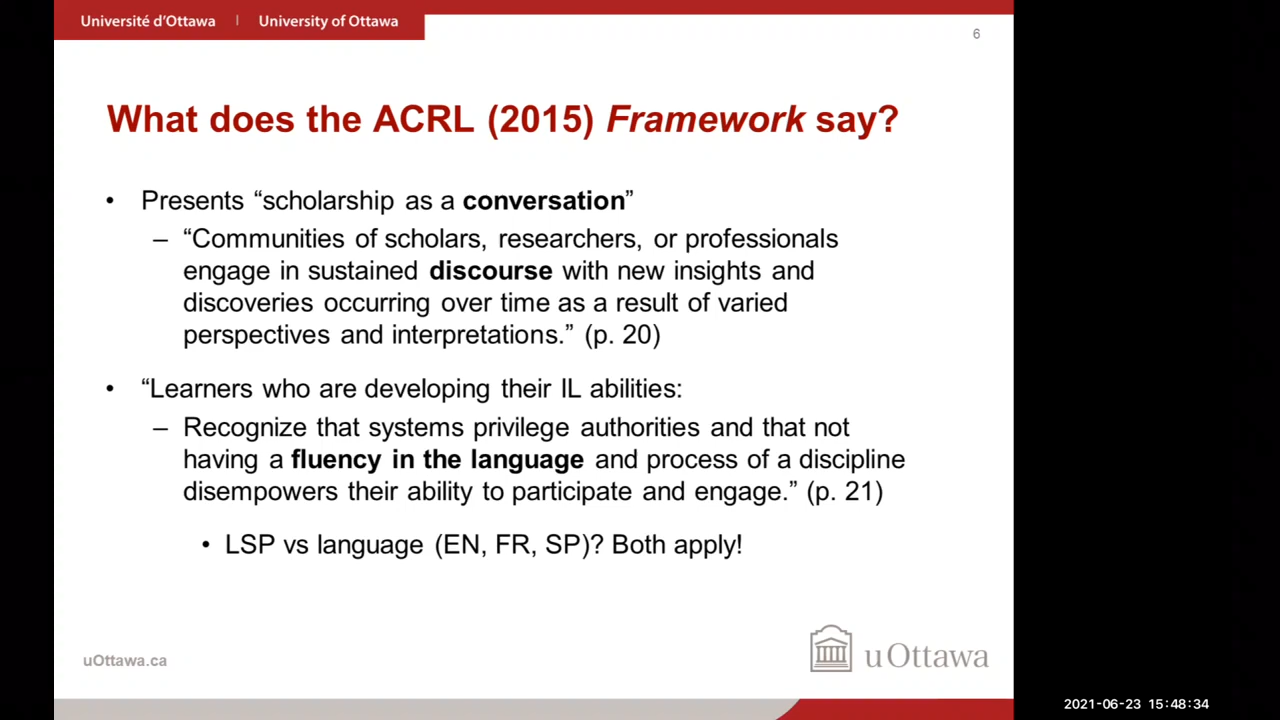 Université d'Ottawa | University of Ottawa
6
What does the ACRL (2015) Framework say?
• Presents “scholarship as a conversation”
– “Communities of scholars, researchers, or professionals
engage in sustained discourse with new insights and
discoveries occurring over time as a result of varied
perspectives and interpretations.” (p. 20)
• “Learners who are developing their IL abilities:
– Recognize that systems privilege authorities and that not
having a fluency in the language and process of a discipline
disempowers their ability to participate and engage.” (p. 21)
• LSP vs language (EN, FR, SP)? Both apply!
uOttawa.ca
uOttawa
2021-06-23 15:48:34